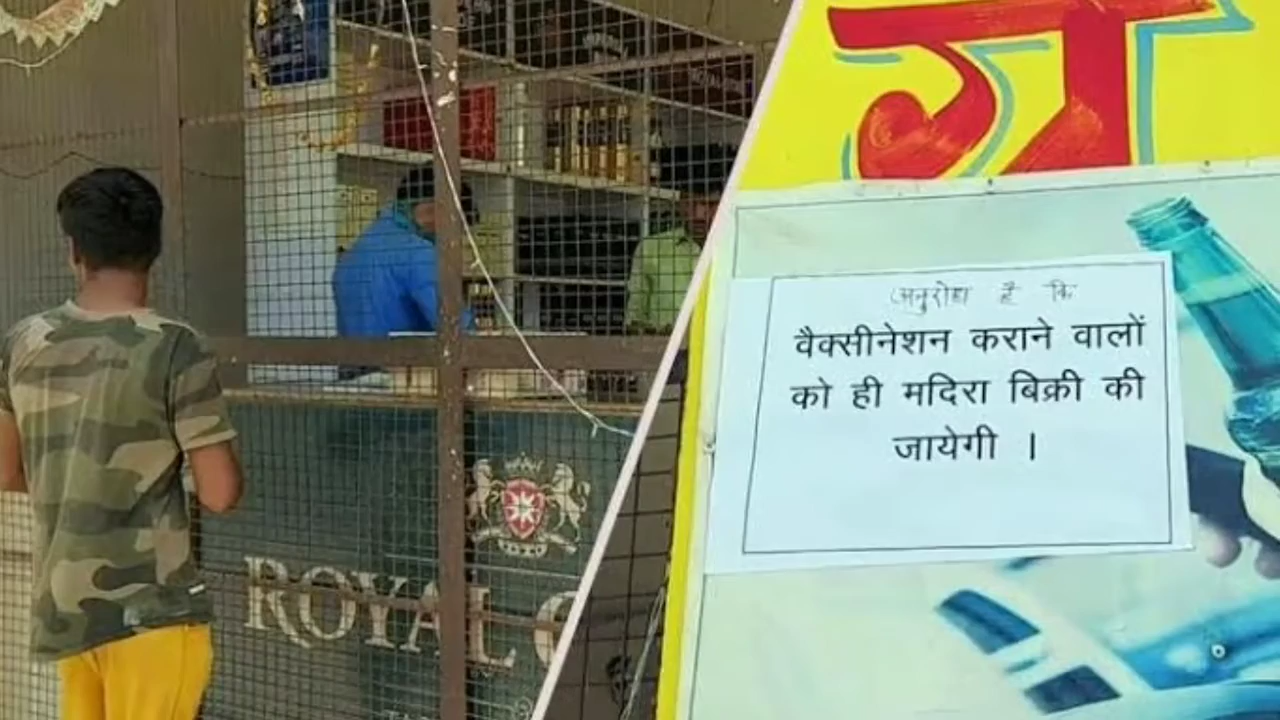 ROYAL
अनुरोध है कि
वैक्सीनेशन कराने वालों
को ही मदिरा बिक्री की
जायेगी ।